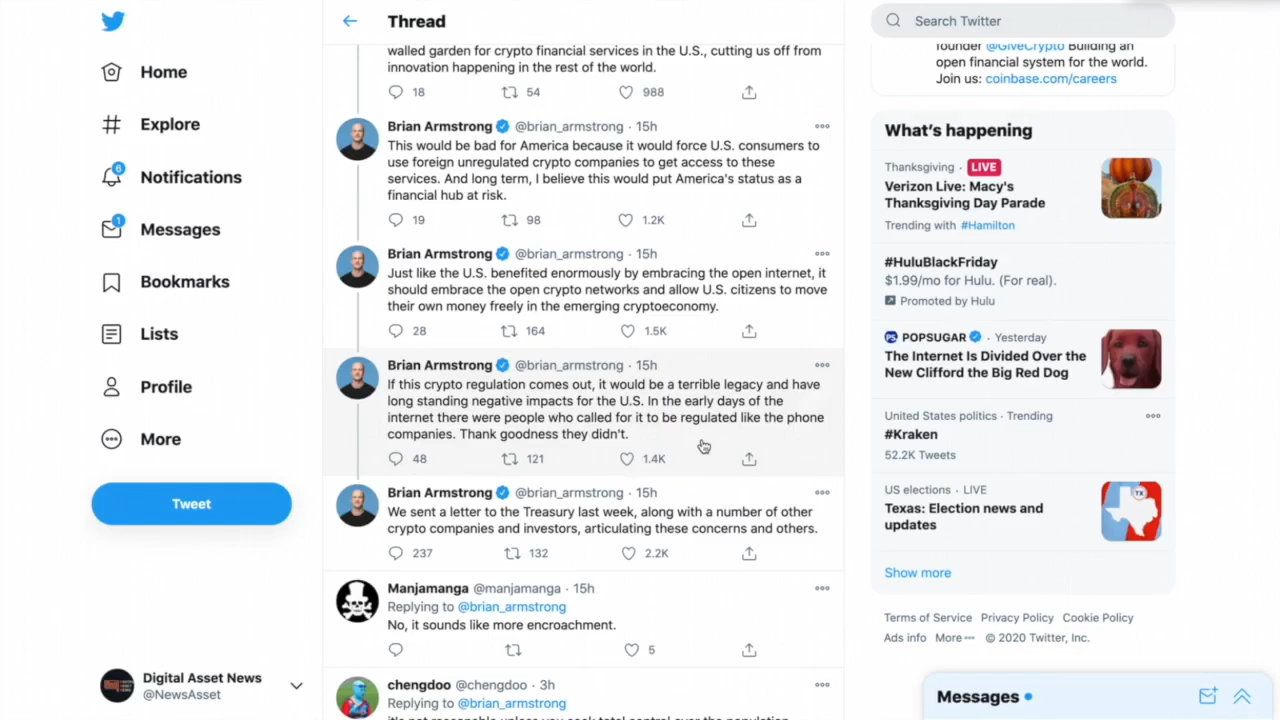 Home
Explore
6
Notifications
1
Messages
Bookmarks
Lists
Profile
More
Tweet
Digital Asset News
@NewsAsset
Thread
walled garden for crypto financial services in the U.S., cutting us off from
innovation happening in the rest of the world.
18 54 988
Brian Armstrong @brian_armstrong · 15h
This would be bad for America because it would force U.S. consumers to
use foreign unregulated crypto companies to get access to these
services. And long term, I believe this would put America's status as a
financial hub at risk.
19 98 1.2K
Brian Armstrong @brian_armstrong · 15h
Just like the U.S. benefited enormously by embracing the open internet, it
should embrace the open crypto networks and allow U.S. citizens to move
their own money freely in the emerging cryptoeconomy.
28 164 1.5K
Brian Armstrong @brian_armstrong · 15h
If this crypto regulation comes out, it would be a terrible legacy and have
long standing negative impacts for the U.S. In the early days of the
internet there were people who called for it to be regulated like the phone
companies. Thank goodness they didn't.
48 121 1.4K
Brian Armstrong @brian_armstrong · 15h
We sent a letter to the Treasury last week, along with a number of other
crypto companies and investors, articulating these concerns and others.
237 132 2.2K
Manjamanga @manjamanga · 15h
Replying to @brian_armstrong
No, it sounds like more encroachment.
5
chengdoo @chengdoo · 3h
Replying to @brian_armstrong
it's not reasonable unless you seek total control over the population
Search Twitter
founder @GiveCrypto Building an
open financial system for the world.
Join us: coinbase.com/careers
What's happening
Thanksgiving · LIVE
Verizon Live: Macy's
Thanksgiving Day Parade
Trending with #Hamilton
#HuluBlackFriday
$1.99/mo for Hulu. (For real).
Promoted by Hulu
PS POPSUGAR · Yesterday
The Internet Is Divided Over the
New Clifford the Big Red Dog
United States politics · Trending
#Kraken
52.2K Tweets
US elections · LIVE
Texas: Election news and
updates
TX
Show more
Terms of Service Privacy Policy Cookie Policy
Ads info More © 2020 Twitter, Inc.
Messages